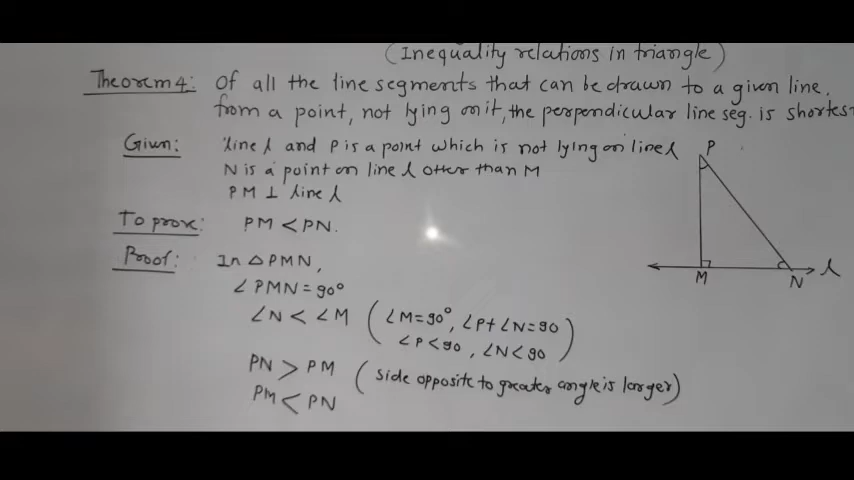 (Inequality relations in triangle)
Theorem 4: Of all the line segments that can be drawn to a given line,
from a point, not lying on it, the perpendicular line seg. is shortest
Given: line l and P is a point which is not lying on line l
N is a point on line l other than M
PM ⊥ line l
To prove: PM < PN.
Proof: In △PMN,
∠PMN = 90°
∠N < ∠M (∠M = 90°, ∠P + ∠N = 90
∠P < 90, ∠N < 90)
PN > PM (side opposite to greater angle is larger)
PM < PN
P
M
N
l